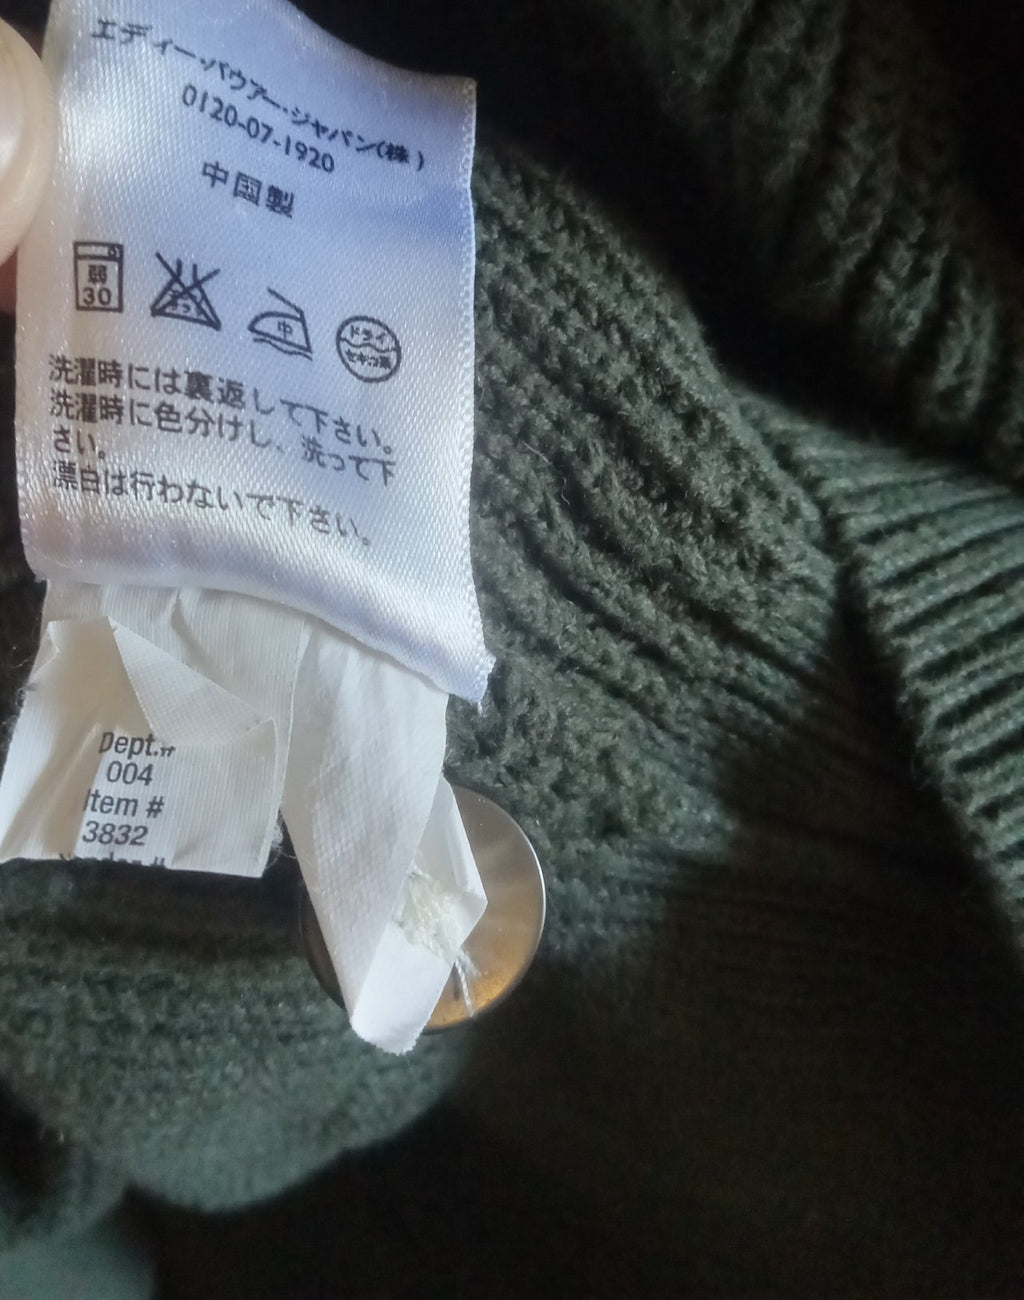 エディー・バウアー・ジャパン(株)
0120-07-1920
中国製
弱
30
中
ドライ
セキユ系
洗濯時には裏返して下さい。
洗濯時に色分けし、洗って下
さい。
漂白は行わないで下さい。
Dept.#
004
Item #
3832